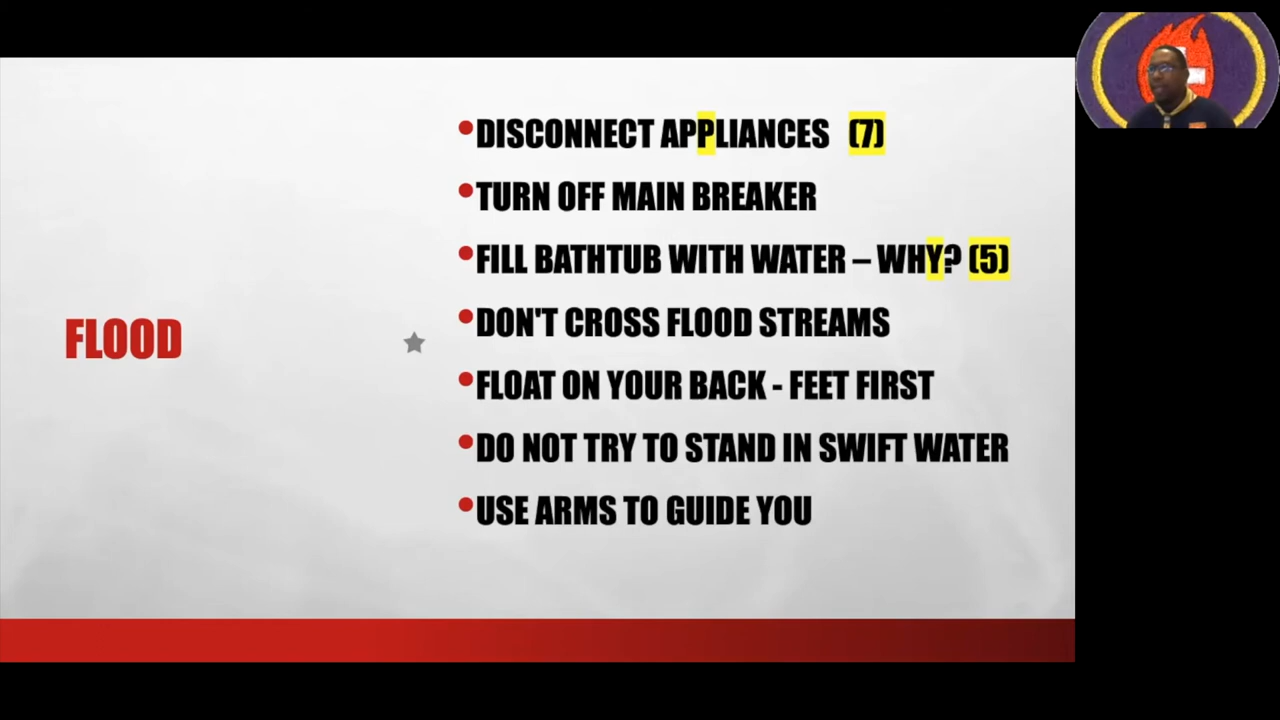 FLOOD
DISCONNECT APPLIANCES (7)
TURN OFF MAIN BREAKER
FILL BATHTUB WITH WATER – WHY? (5)
DON'T CROSS FLOOD STREAMS
FLOAT ON YOUR BACK - FEET FIRST
DO NOT TRY TO STAND IN SWIFT WATER
USE ARMS TO GUIDE YOU